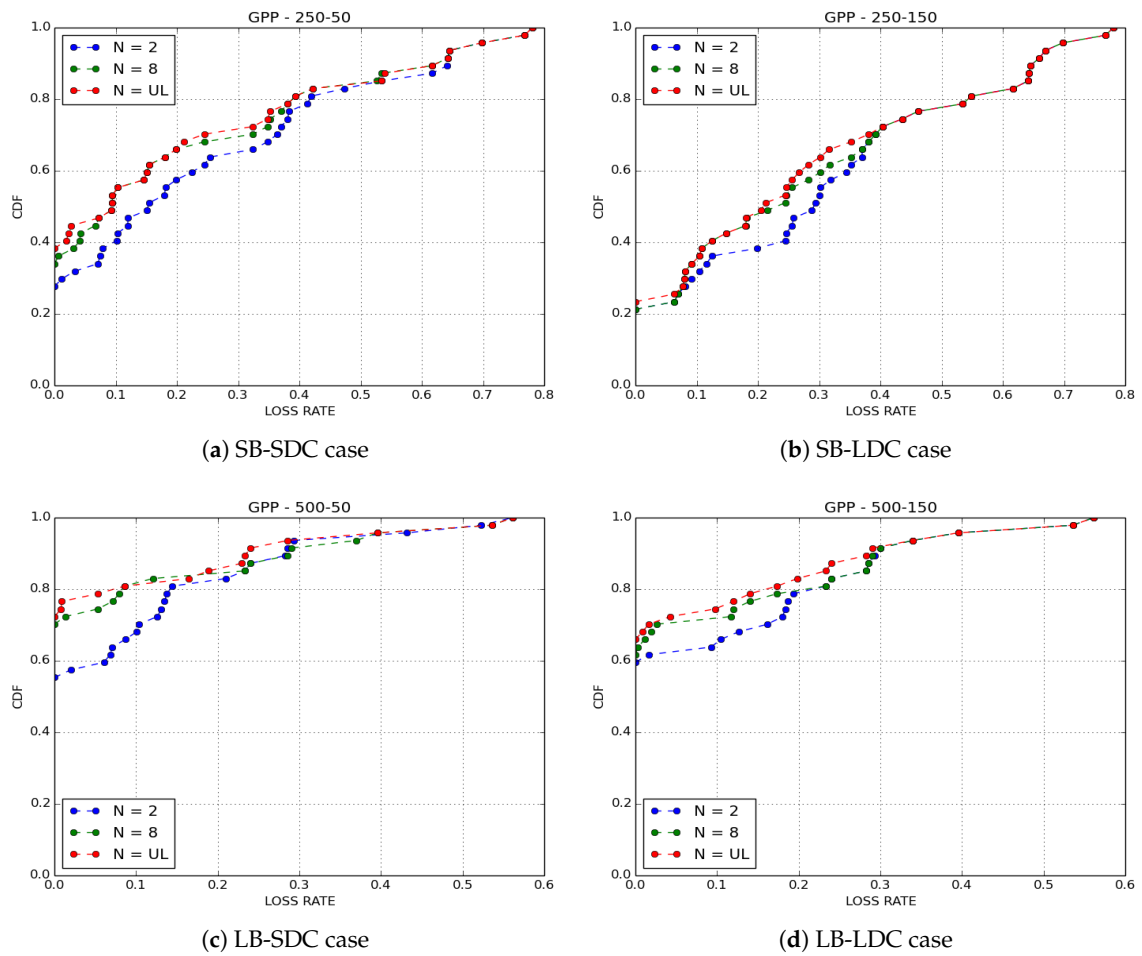 GPP - 250-50
1.0
0.8
0.6
0.4
0.2
0.0
CDF
N = 2
N = 8
N = UL
0.0 0.1 0.2 0.3 0.4 0.5 0.6 0.7 0.8
LOSS RATE
(a) SB-SDC case
GPP - 250-150
1.0
0.8
0.6
0.4
0.2
0.0
CDF
N = 2
N = 8
N = UL
0.0 0.1 0.2 0.3 0.4 0.5 0.6 0.7 0.8
LOSS RATE
(b) SB-LDC case
GPP - 500-50
1.0
0.8
0.6
0.4
0.2
0.0
CDF
N = 2
N = 8
N = UL
0.0 0.1 0.2 0.3 0.4 0.5 0.6
LOSS RATE
(c) LB-SDC case
GPP - 500-150
1.0
0.8
0.6
0.4
0.2
0.0
CDF
N = 2
N = 8
N = UL
0.0 0.1 0.2 0.3 0.4 0.5 0.6
LOSS RATE
(d) LB-LDC case